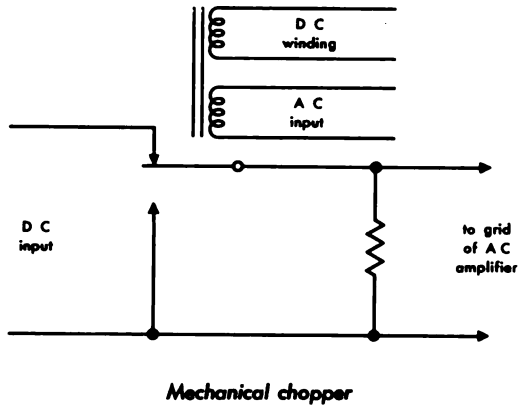 D C
winding
A C
input
D C
input
to grid
of A C
amplifier
Mechanical chopper